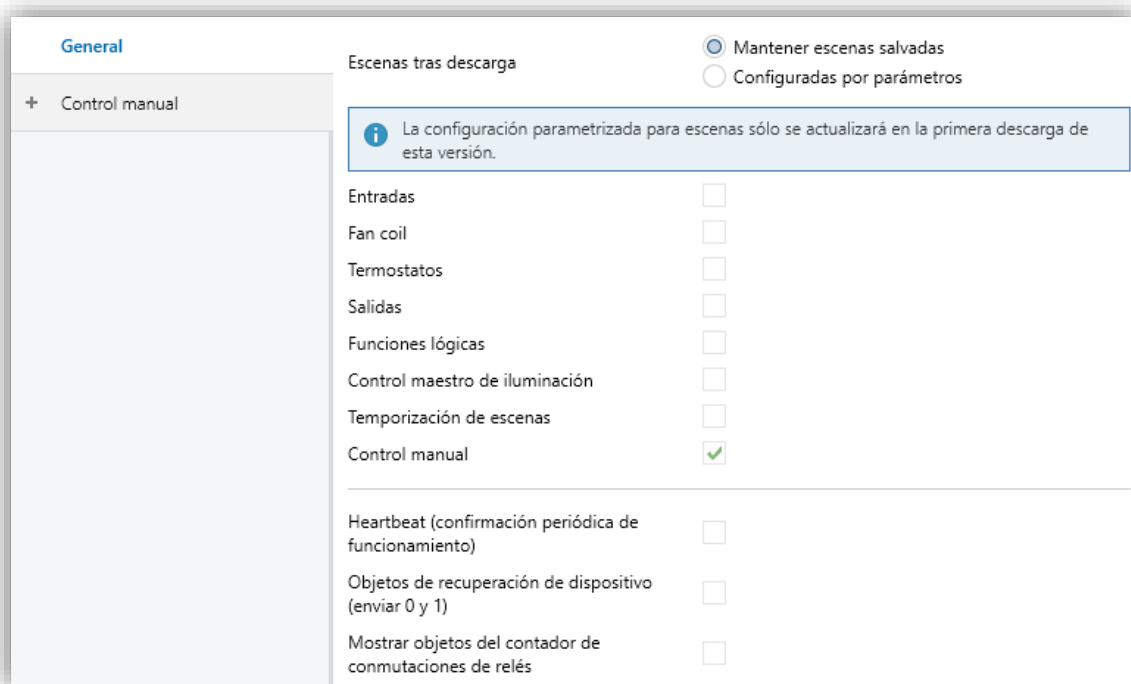 General
+ Control manual
Escenas tras descarga
Mantener escenas salvadas
Configuradas por parámetros
La configuración parametrizada para escenas sólo se actualizará en la primera descarga de
esta versión.
Entradas
Fan coil
Termostatos
Salidas
Funciones lógicas
Control maestro de iluminación
Temporización de escenas
Control manual
Heartbeat (confirmación periódica de
funcionamiento)
Objetos de recuperación de dispositivo
(enviar 0 y 1)
Mostrar objetos del contador de
conmutaciones de relés